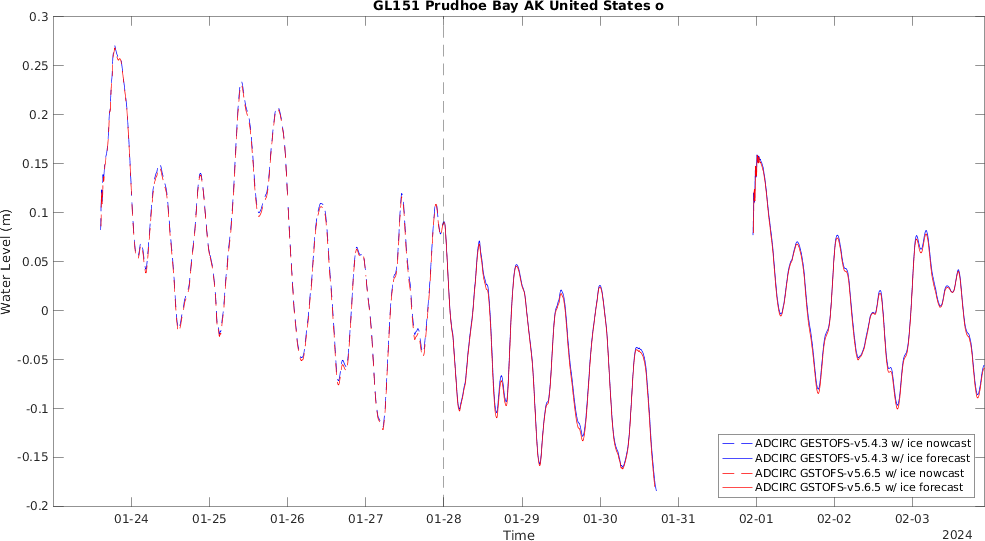 GL151 Prudhoe Bay AK United States o
0.3
0.25
0.2
0.15
0.1
0.05
0
-0.05
-0.1
-0.15
-0.2
Water Level (m)
ADCIRC GESTOFS-v5.4.3 w/ ice nowcast
ADCIRC GESTOFS-v5.4.3 w/ ice forecast
ADCIRC GSTOFS-v5.6.5 w/ ice nowcast
ADCIRC GSTOFS-v5.6.5 w/ ice forecast
01-24 01-25 01-26 01-27 01-28 01-29 01-30 01-31 02-01 02-02 02-03
Time
2024